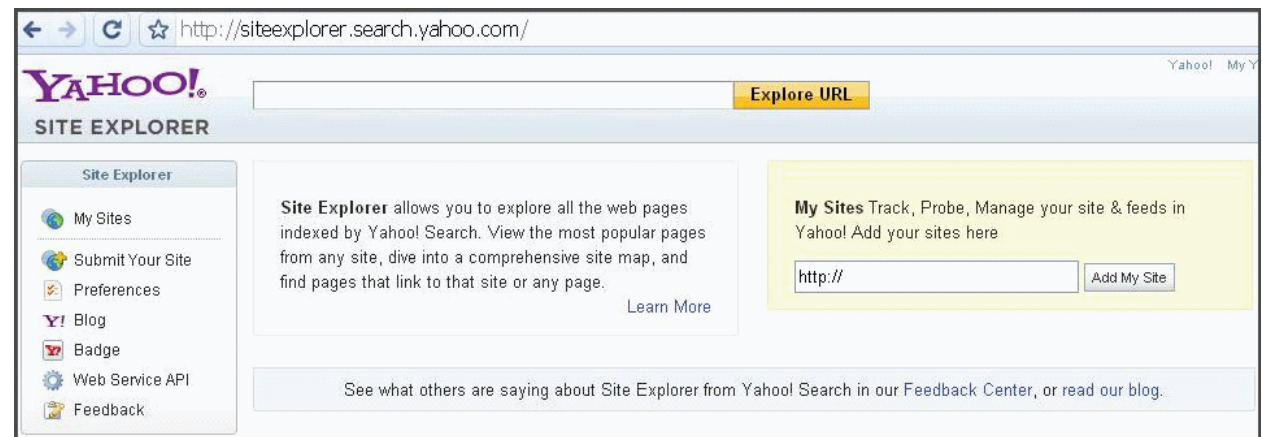 http://siteexplorer.search.yahoo.com/
Yahoo! My Y
YAHOO!®
Explore URL
SITE EXPLORER
Site Explorer
My Sites
Submit Your Site
Preferences
Y! Blog
Badge
Web Service API
Feedback
Site Explorer allows you to explore all the web pages
indexed by Yahoo! Search. View the most popular pages
from any site, dive into a comprehensive site map, and
find pages that link to that site or any page.
Learn More
My Sites Track, Probe, Manage your site & feeds in
Yahoo! Add your sites here
http://
Add My Site
See what others are saying about Site Explorer from Yahoo! Search in our Feedback Center, or read our blog.